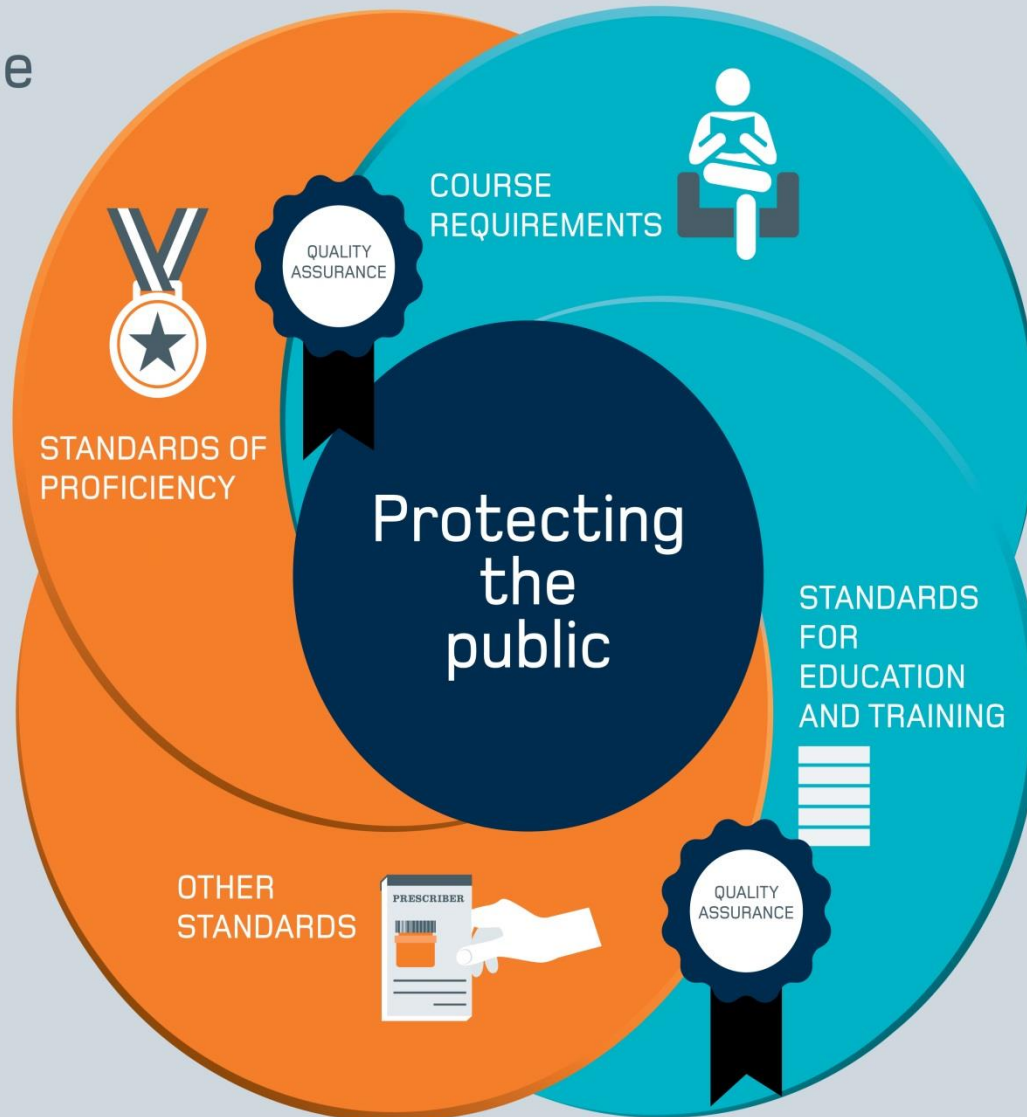 e
QUALITY
ASSURANCE
COURSE
REQUIREMENTS
STANDARDS OF
PROFICIENCY
Protecting
the
public
STANDARDS
FOR
EDUCATION
AND TRAINING
OTHER
STANDARDS
PRESCRIBER
QUALITY
ASSURANCE